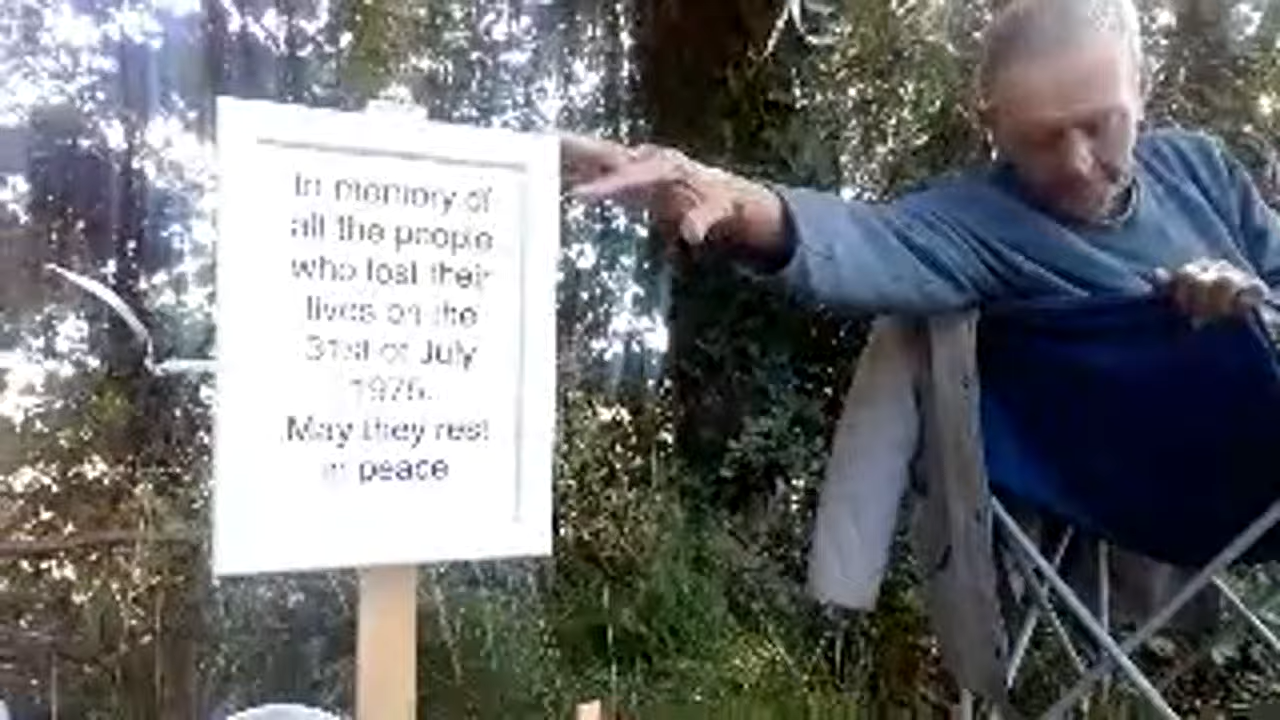 In memory of
all the people
who lost their
lives on the
31st of July
1975.
May they rest
in peace